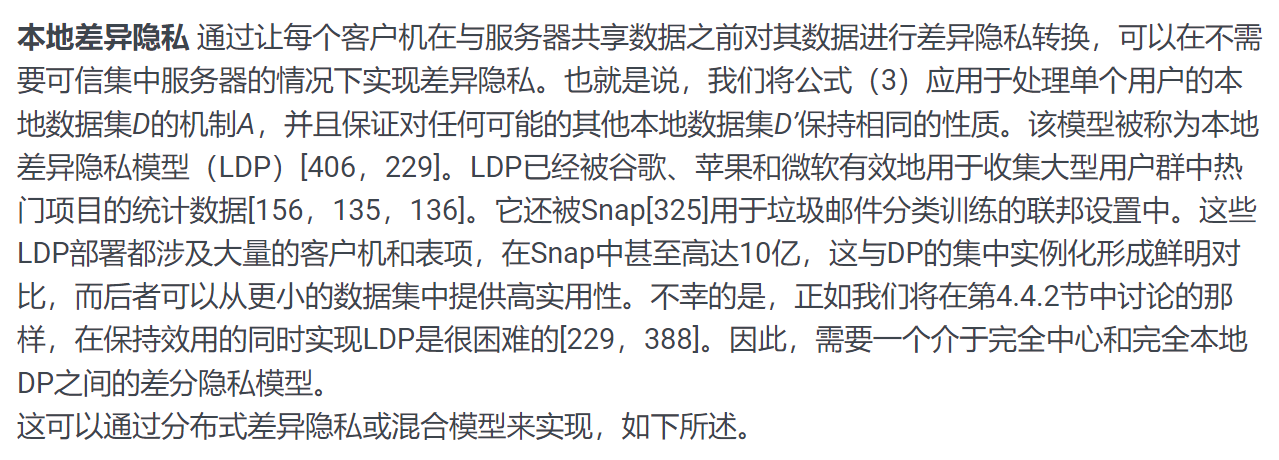 本地差异隐私 通过让每个客户机在与服务器共享数据之前对其数据进行差异隐私转换，可以在不需
要可信集中服务器的情况下实现差异隐私。也就是说，我们将公式（3）应用于处理单个用户的本
地数据集D的机制A，并且保证对任何可能的其他本地数据集D’保持相同的性质。该模型被称为本地
差异隐私模型（LDP）[406，229]。LDP已经被谷歌、苹果和微软有效地用于收集大型用户群中热
门项目的统计数据[156，135，136]。它还被Snap[325]用于垃圾邮件分类训练的联邦设置中。这些
LDP部署都涉及大量的客户机和表项，在Snap中甚至高达10亿，这与DP的集中实例化形成鲜明对
比，而后者可以从更小的数据集中提供高实用性。不幸的是，正如我们将在第4.4.2节中讨论的那
样，在保持效用的同时实现LDP是很困难的[229，388]。因此，需要一个介于完全中心和完全本地
DP之间的差分隐私模型。
这可以通过分布式差异隐私或混合模型来实现，如下所述。